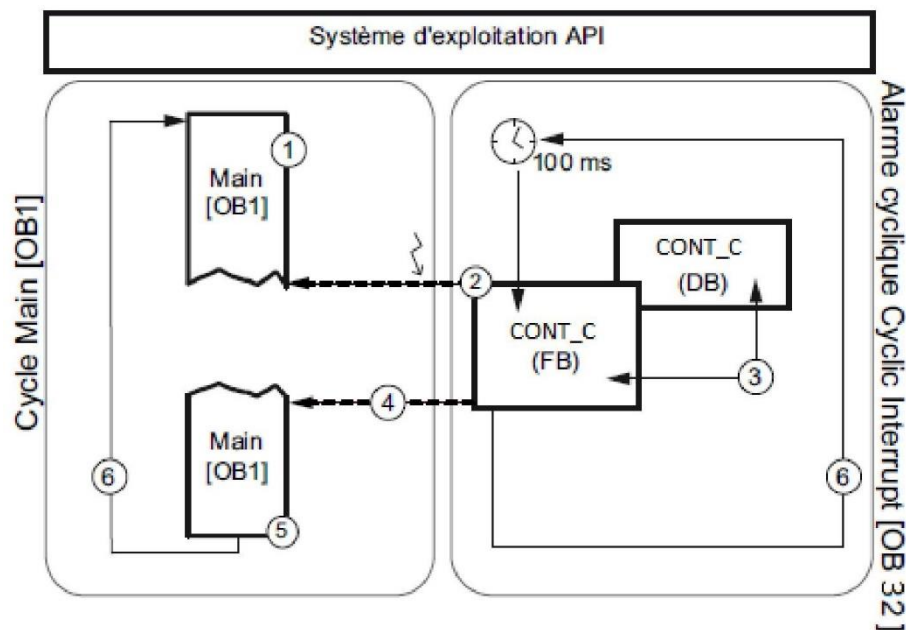 Système d'exploitation API
Cycle Main [OB1]
Main
[OB1]
1
2
4
Main
[OB1]
5
6
100 ms
CONT_C
(DB)
CONT_C
(FB)
3
6
Alarme cyclique Cyclic Interrupt [OB 32 ]